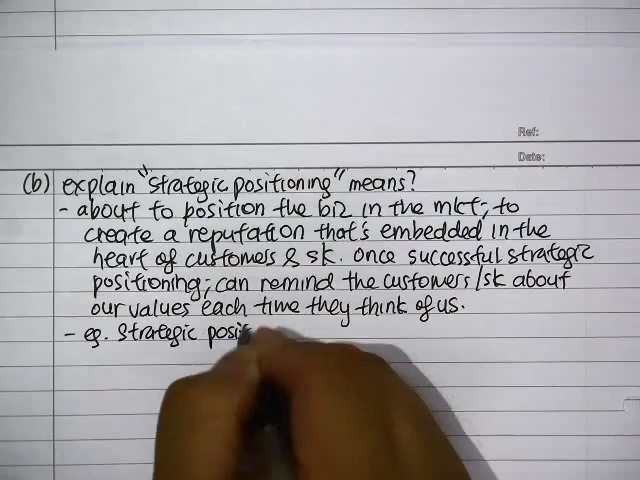 Ref:
Date:
(b) explain "strategic positioning" means?
- about to position the biz in the mkt; to
create a reputation that's embedded in the
heart of customers & sk. Once successful strategic
positioning; can remind the customers/sk about
our values each time they think of us.
- eg. Strategic posit